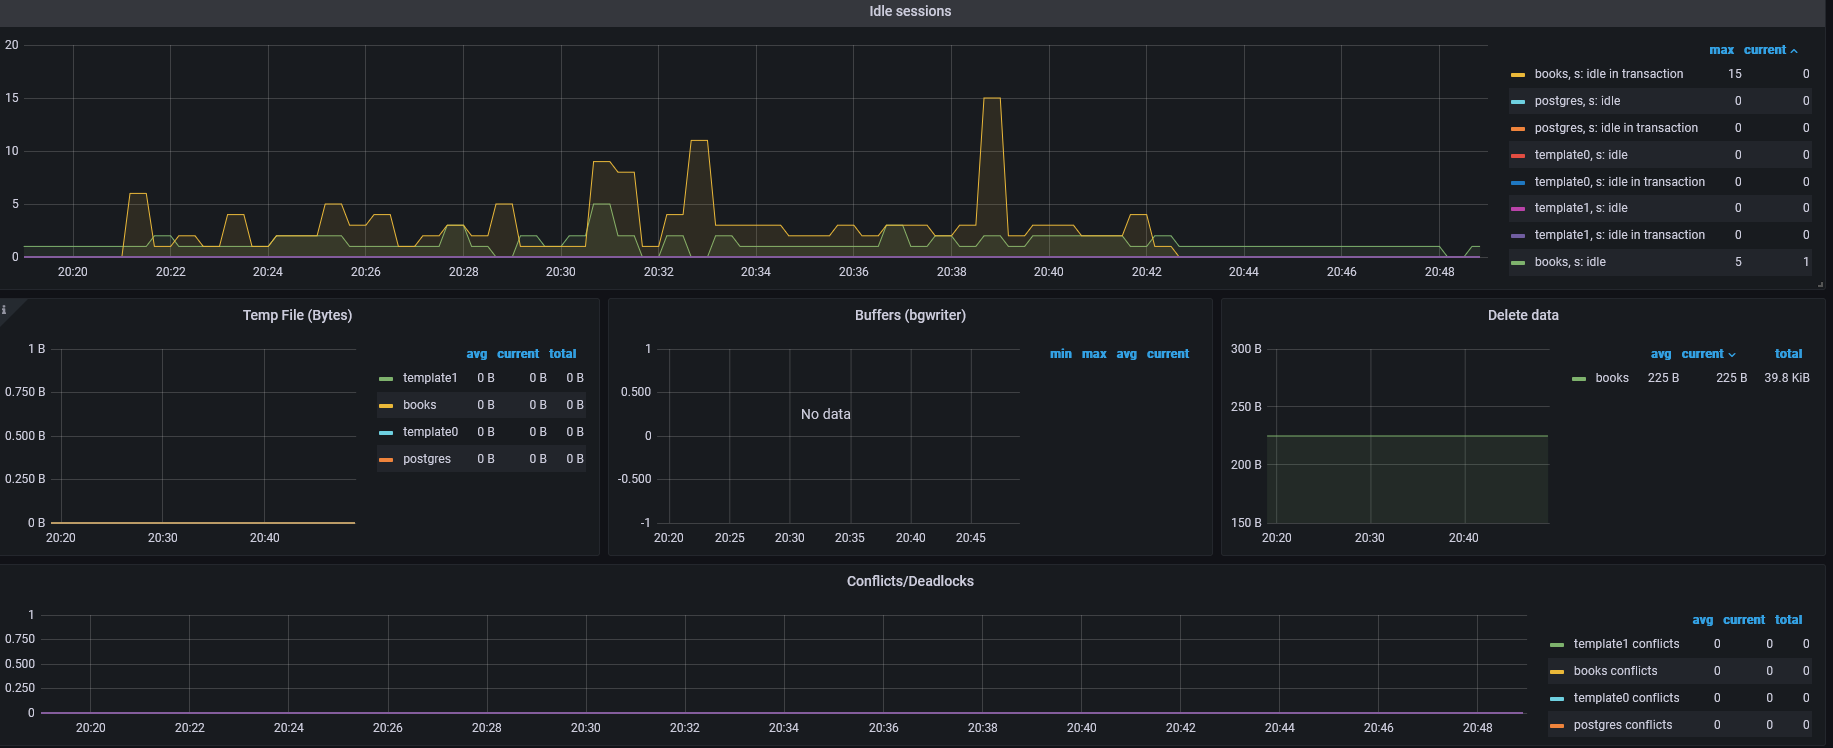 Idle sessions
20
15
10
5
0
20:20 20:22 20:24 20:26 20:28 20:30 20:32 20:34 20:36 20:38 20:40 20:42 20:44 20:46 20:48
max current
books, s: idle in transaction 15 0
postgres, s: idle 0 0
postgres, s: idle in transaction 0 0
template0, s: idle 0 0
template0, s: idle in transaction 0 0
template1, s: idle 0 0
template1, s: idle in transaction 0 0
books, s: idle 5 1
i
Temp File (Bytes)
1 B
0.750 B
0.500 B
0.250 B
0 B
20:20 20:30 20:40
avg current total
template1 0 B 0 B 0 B
books 0 B 0 B 0 B
template0 0 B 0 B 0 B
postgres 0 B 0 B 0 B
Buffers (bgwriter)
1
0.500
0
-0.500
-1
No data
20:20 20:25 20:30 20:35 20:40 20:45
min max avg current
Delete data
300 B
250 B
200 B
150 B
20:20 20:30 20:40
avg current total
books 225 B 225 B 39.8 KiB
Conflicts/Deadlocks
1
0.750
0.500
0.250
0
20:20 20:22 20:24 20:26 20:28 20:30 20:32 20:34 20:36 20:38 20:40 20:42 20:44 20:46 20:48
avg current total
template1 conflicts 0 0 0
books conflicts 0 0 0
template0 conflicts 0 0 0
postgres conflicts 0 0 0